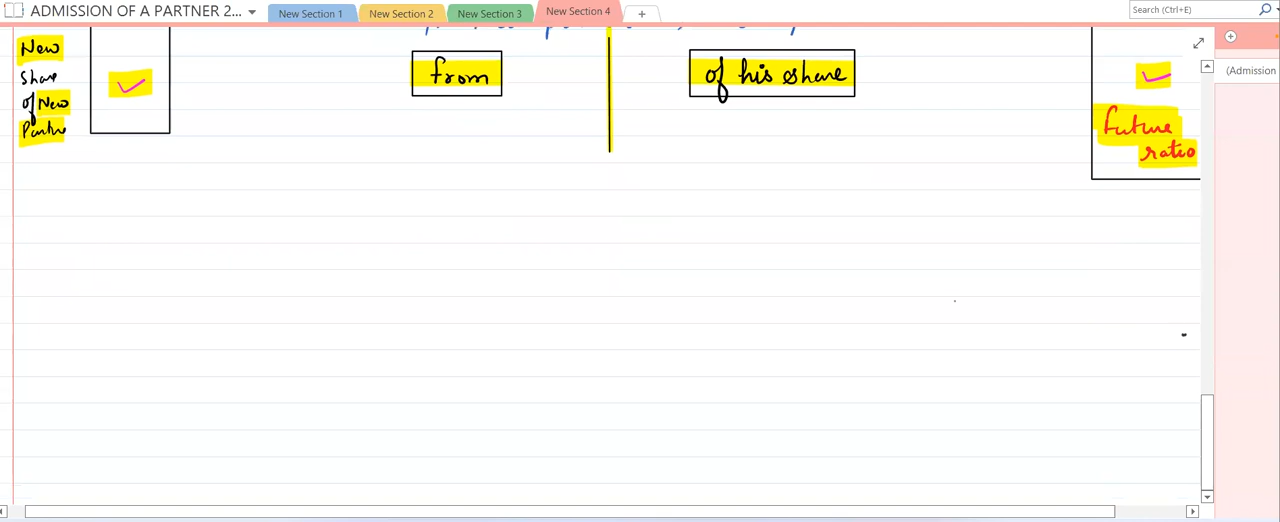 ADMISSION OF A PARTNER 2...
New Section 1
New Section 2
New Section 3
New Section 4
Search (Ctrl+E)
(Admission
New
Share
of New
Partne
from
of his share
future
ratio